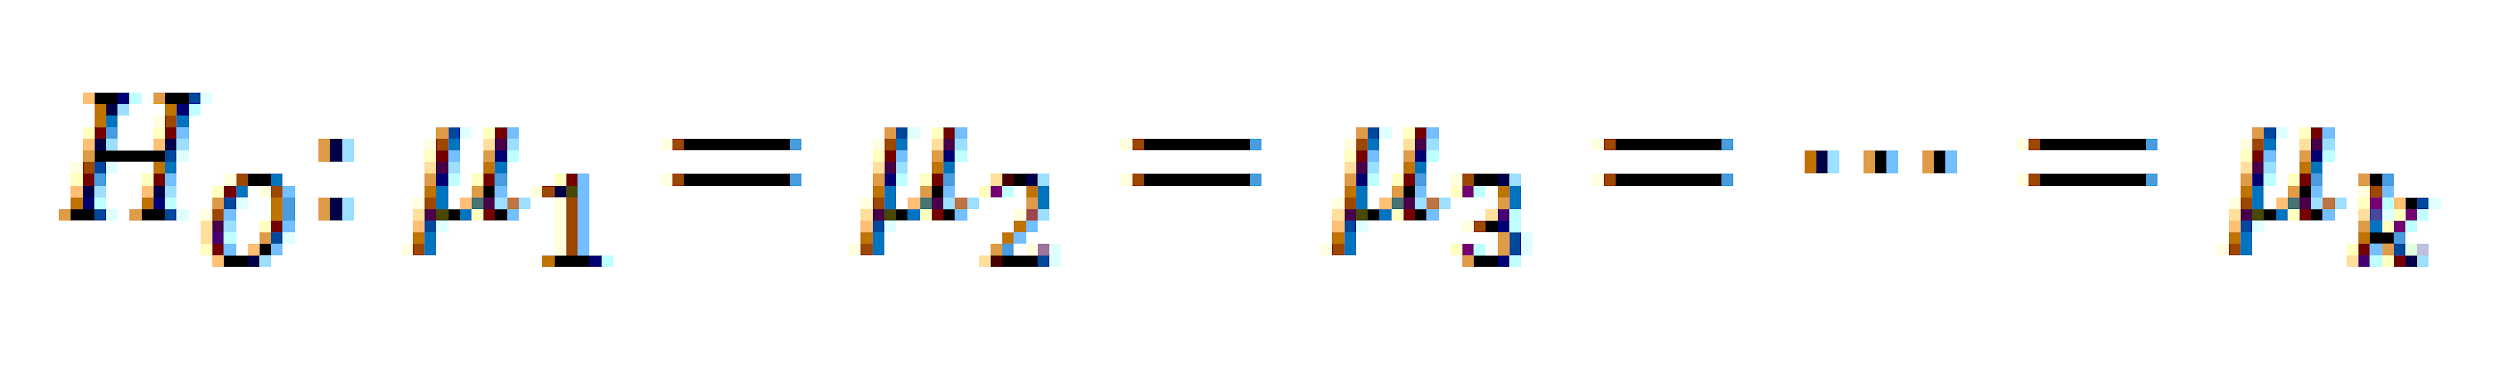 H₀: μ₁ = μ₂ = μ₃ = ⋯ = μₖ